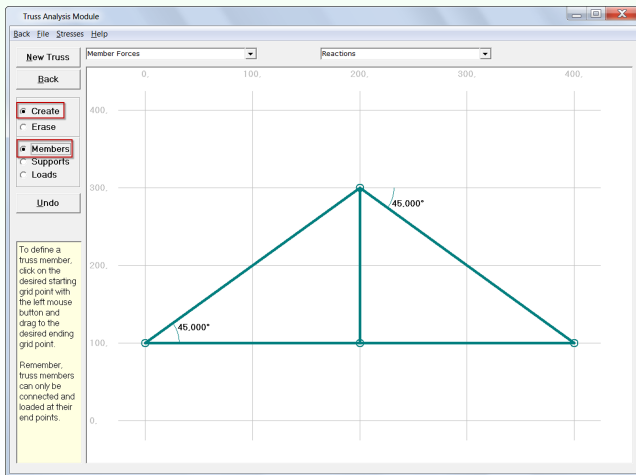 Truss Analysis Module
Back File Stresses Help
New Truss
Member Forces
Reactions
Back
Create
Erase
Members
Supports
Loads
Undo
To define a
truss member,
click on the
desired starting
grid point with
the left mouse
button and
drag to the
desired ending
grid point.
Remember,
truss members
can only be
connected and
loaded at their
end points.
0. 100. 200. 300. 400.
400.
300.
45.000°
200.
45.000°
100.
0.